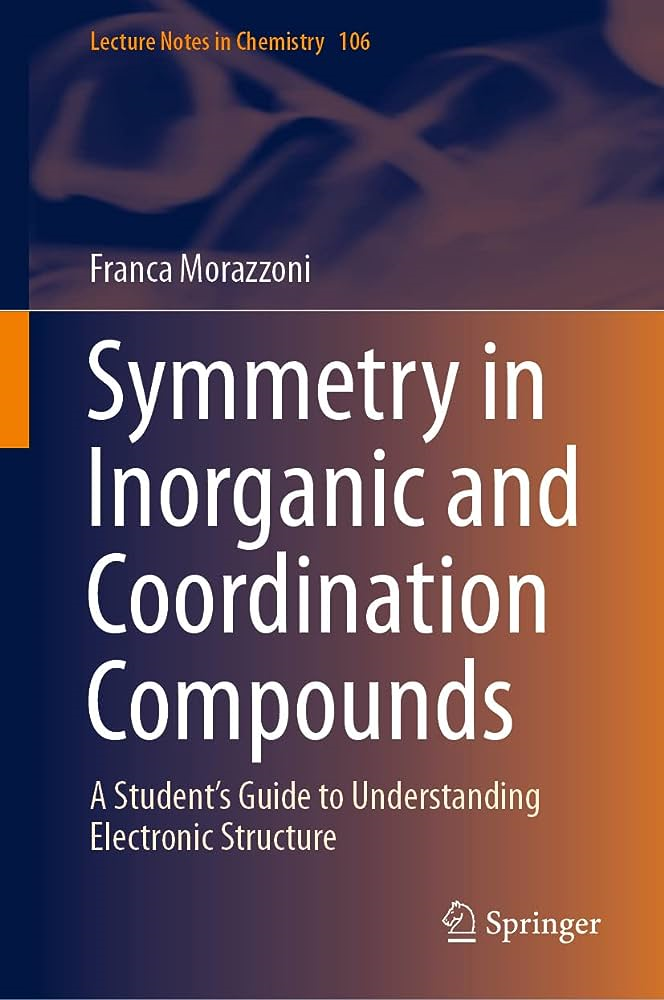 Lecture Notes in Chemistry 106
Franca Morazzoni
Symmetry in
Inorganic and
Coordination
Compounds
A Student's Guide to Understanding
Electronic Structure
Springer